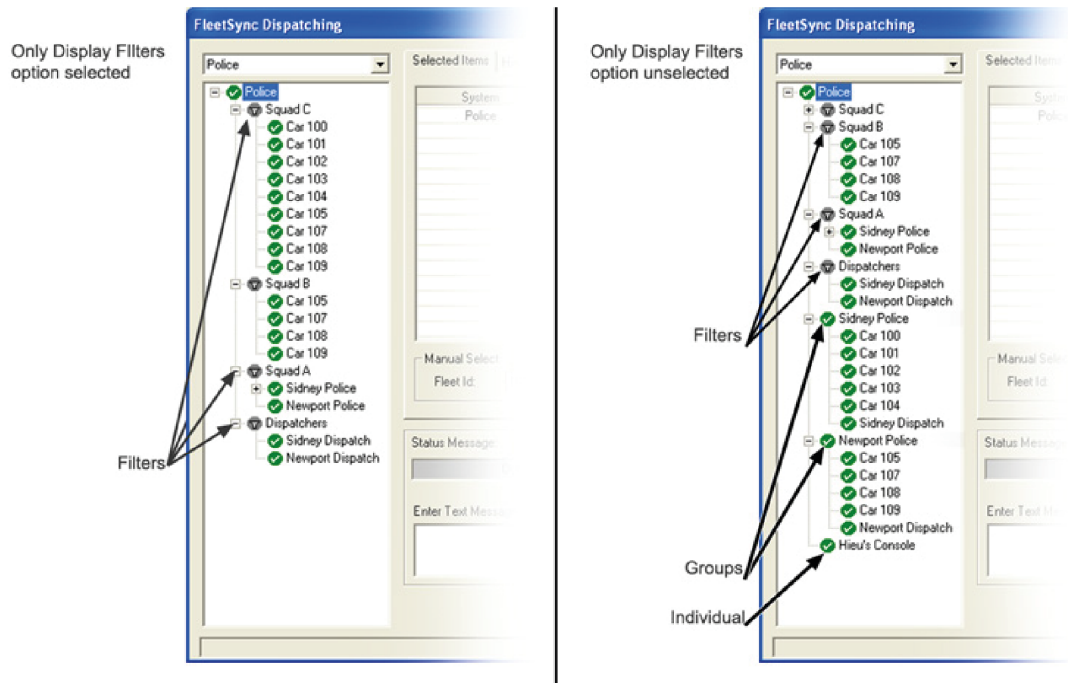 Only Display FIlters
option selected
FleetSync Dispatching
Police
Police
Squad C
Car 100
Car 101
Car 102
Car 103
Car 104
Car 105
Car 107
Car 108
Car 109
Squad B
Car 105
Car 107
Car 108
Car 109
Squad A
Sidney Police
Newport Police
Dispatchers
Sidney Dispatch
Newport Dispatch
Filters
Selected Items
System
Police
Manual Select
Fleet Id:
Status Message
Enter Text Mess
Only Display Filters
option unselected
FleetSync Dispatching
Police
Police
Squad C
Squad B
Car 105
Car 107
Car 108
Car 109
Squad A
Sidney Police
Newport Police
Dispatchers
Sidney Dispatch
Newport Dispatch
Sidney Police
Car 100
Car 101
Car 102
Car 103
Car 104
Sidney Dispatch
Newport Police
Car 105
Car 107
Car 108
Car 109
Newport Dispatch
Hieu's Console
Filters
Groups
Individual
Selected Items
Police
Manual Selec
Fleet Id:
Status Message
Enter Text